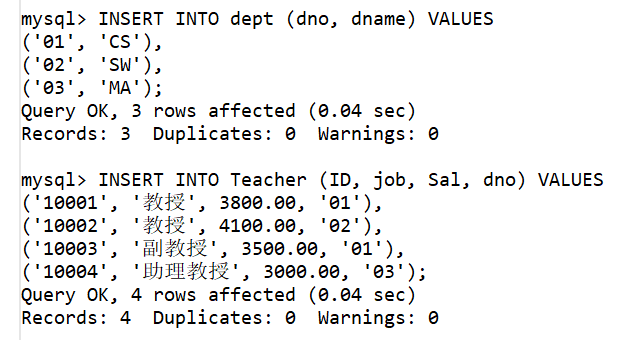 mysql> INSERT INTO dept (dno, dname) VALUES
('01', 'CS'),
('02', 'SW'),
('03', 'MA');
Query OK, 3 rows affected (0.04 sec)
Records: 3  Duplicates: 0  Warnings: 0

mysql> INSERT INTO Teacher (ID, job, Sal, dno) VALUES
('10001', '教授', 3800.00, '01'),
('10002', '教授', 4100.00, '02'),
('10003', '副教授', 3500.00, '01'),
('10004', '助理教授', 3000.00, '03');
Query OK, 4 rows affected (0.04 sec)
Records: 4  Duplicates: 0  Warnings: 0